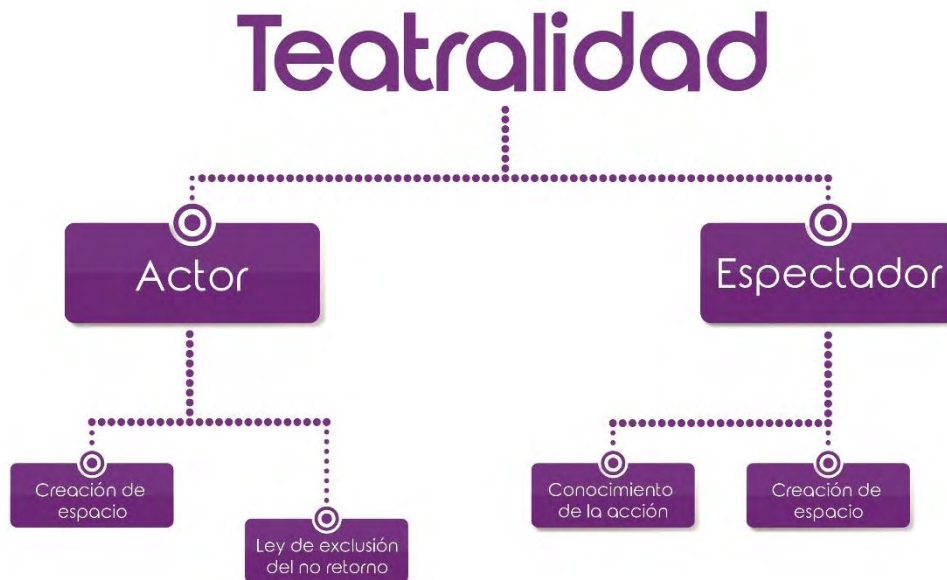 Teatralidad
Actor
Espectador
Creación de
espacio
Ley de exclusión
del no retorno
Conocimiento
de la acción
Creación de
espacio